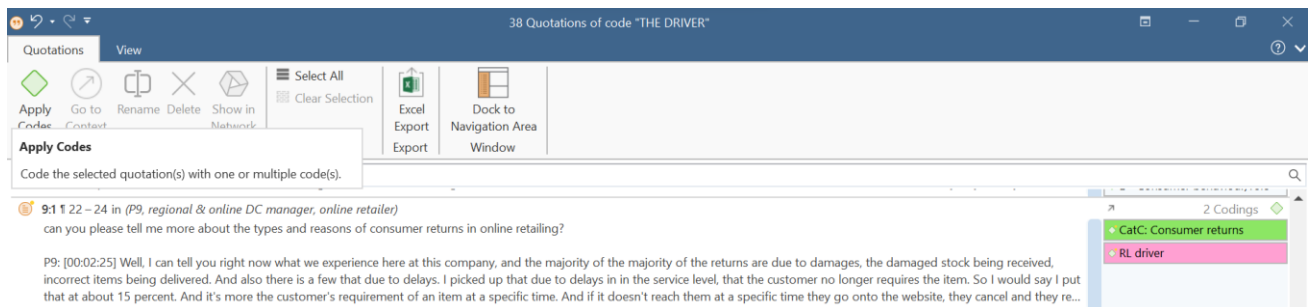 38 Quotations of code "THE DRIVER"
Quotations View
Select All
Clear Selection
Apply Codes
Go to Context
Rename Delete Show in Network
Excel Export
Dock to Navigation Area
Export Window
Apply Codes
Code the selected quotation(s) with one or multiple code(s).
9:1 ¶ 22 – 24 in (P9, regional & online DC manager, online retailer)
2 Codings
can you please tell me more about the types and reasons of consumer returns in online retailing?
CatC: Consumer returns
RL driver
P9: [00:02:25] Well, I can tell you right now what we experience here at this company, and the majority of the majority of the returns are due to damages, the damaged stock being received,
incorrect items being delivered. And also there is a few that due to delays. I picked up that due to delays in in the service level, that the customer no longer requires the item. So I would say I put
that at about 15 percent. And it's more the customer's requirement of an item at a specific time. And if it doesn't reach them at a specific time they go onto the website, they cancel and they re...